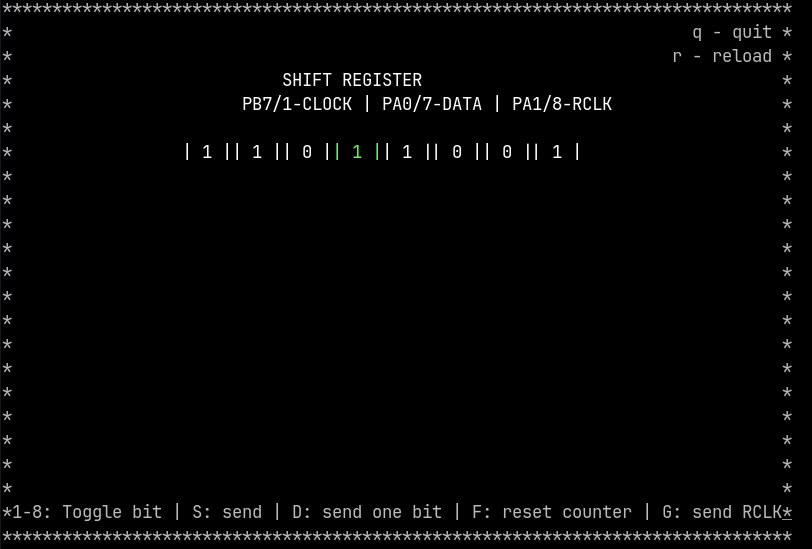 *******************************************************************************
* q - quit *
* r - reload *
* SHIFT REGISTER *
* PB7/1-CLOCK | PA0/7-DATA | PA1/8-RCLK *
* *
* | 1 || 1 || 0 || 1 || 1 || 0 || 0 || 1 | *
* *
* *
* *
* *
* *
* *
* *
* *
* *
* *
* *
* *
* *
* *
*1-8: Toggle bit | S: send | D: send one bit | F: reset counter | G: send RCLK*
*******************************************************************************